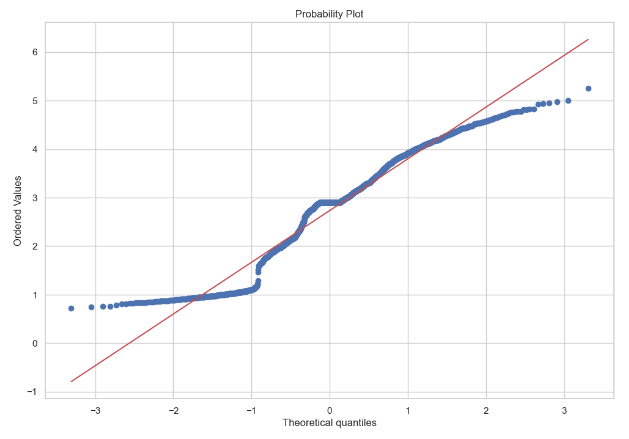 Probability Plot
6
5
4
3
2
1
0
−1
Ordered Values
−3 −2 −1 0 1 2 3
Theoretical quantiles